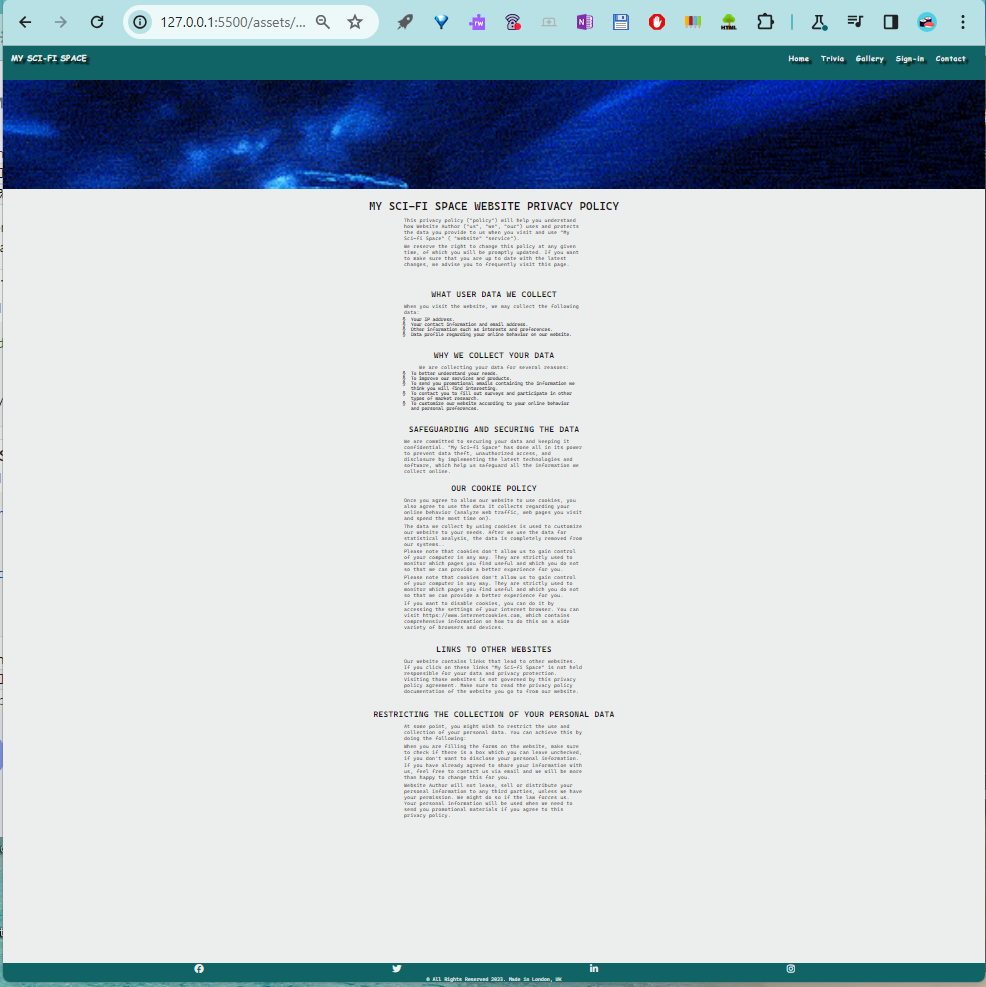 127.0.0.1:5500/assets/...
MY SCI-FI SPACE
Home Trivia Gallery Sign-in Contact
MY SCI-FI SPACE WEBSITE PRIVACY POLICY
This privacy policy ("policy") will help you understand
how Website Author ("us", "we", "our") uses and protects
the data you provide to us when you visit and use "My
Sci-fi Space" ( "website" "service").
We reserve the right to change this policy at any given
time, of which you will be promptly updated. If you want
to make sure that you are up to date with the latest
changes, we advise you to frequently visit this page.
WHAT USER DATA WE COLLECT
When you visit the website, we may collect the following
data:
Your IP address.
Your contact information and email address.
Other information such as interests and preferences.
Data profile regarding your online behavior on our website.
WHY WE COLLECT YOUR DATA
We are collecting your data for several reasons:
To better understand your needs.
To improve our services and products.
To send you promotional emails containing the information we
think you will find interesting.
To contact you to fill out surveys and participate in other
types of market research.
To customize our website according to your online behavior
and personal preferences.
SAFEGUARDING AND SECURING THE DATA
We are committed to securing your data and keeping it
confidential. "My Sci-fi Space" has done all in its power
to prevent data theft, unauthorized access, and
disclosure by implementing the latest technologies and
software, which help us safeguard all the information we
collect online.
OUR COOKIE POLICY
Once you agree to allow our website to use cookies, you
also agree to use the data it collects regarding your
online behavior (analyze web traffic, web pages you visit
and spend the most time on).
The data we collect by using cookies is used to customize
our website to your needs. After we use the data for
statistical analysis, the data is completely removed from
our systems.
Please note that cookies don't allow us to gain control
of your computer in any way. They are strictly used to
monitor which pages you find useful and which you do not
so that we can provide a better experience for you.
Please note that cookies don't allow us to gain control
of your computer in any way. They are strictly used to
monitor which pages you find useful and which you do not
so that we can provide a better experience for you.
If you want to disable cookies, you can do it by
accessing the settings of your internet browser. You can
visit https://www.internetcookies.com, which contains
comprehensive information on how to do this on a wide
variety of browsers and devices.
LINKS TO OTHER WEBSITES
Our website contains links that lead to other websites.
If you click on these links "My Sci-fi Space" is not held
responsible for your data and privacy protection.
Visiting those websites is not governed by this privacy
policy agreement. Make sure to read the privacy policy
documentation of the website you go to from our website.
RESTRICTING THE COLLECTION OF YOUR PERSONAL DATA
At some point, you might wish to restrict the use and
collection of your personal data. You can achieve this by
doing the following:
When you are filling the forms on the website, make sure
to check if there is a box which you can leave unchecked,
if you don't want to disclose your personal information.
If you have already agreed to share your information with
us, feel free to contact us via email and we will be more
than happy to change this for you.
Website Author will not lease, sell or distribute your
personal information to any third parties, unless we have
your permission. We might do so if the law forces us.
Your personal information will be used when we need to
send you promotional materials if you agree to this
privacy policy.
© All Rights Reserved 2023. Made in London, UK